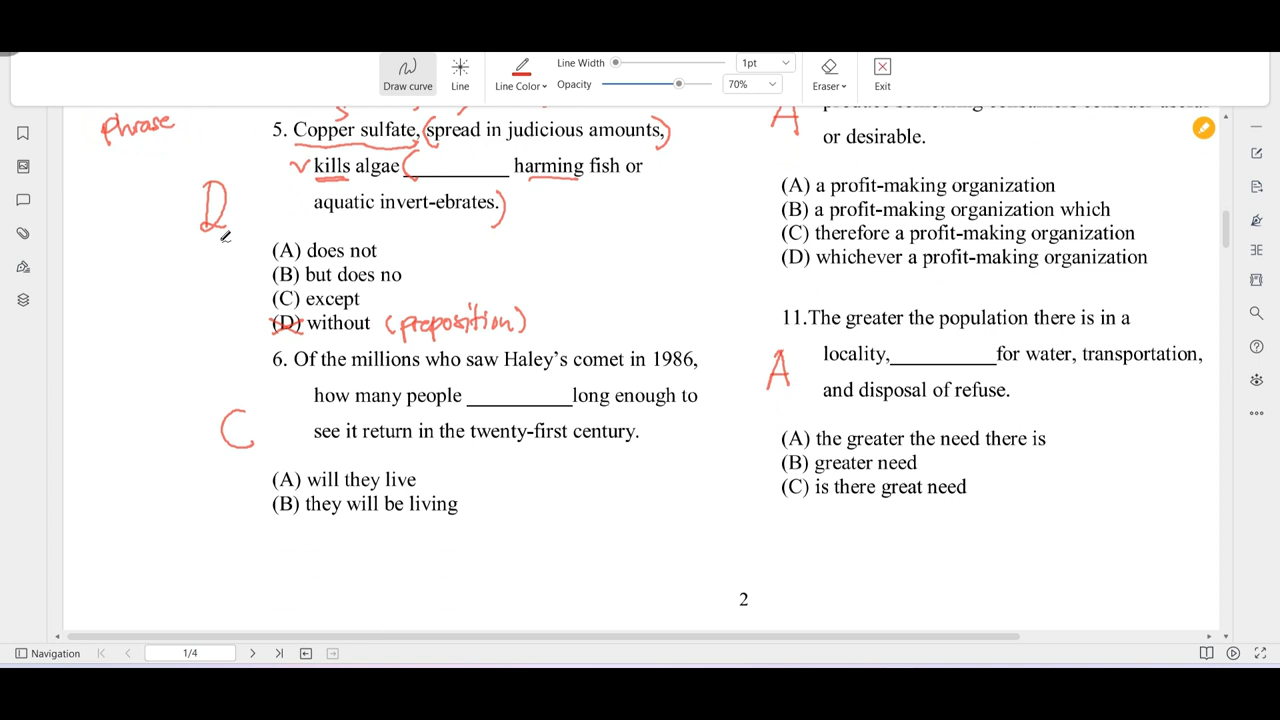 Draw curve
Line
Line Color
Line Width
1pt
Opacity
70%
Eraser
Exit
phrase
5. Copper sulfate, (spread in judicious amounts,)
V kills algae (__________ harming fish or
aquatic invert-ebrates.)
D
(A) does not
(B) but does no
(C) except
(D) without (preposition)
6. Of the millions who saw Haley's comet in 1986,
how many people __________long enough to
see it return in the twenty-first century.
C
(A) will they live
(B) they will be living
A
or desirable.
(A) a profit-making organization
(B) a profit-making organization which
(C) therefore a profit-making organization
(D) whichever a profit-making organization
11.The greater the population there is in a
locality,__________for water, transportation,
and disposal of refuse.
A
(A) the greater the need there is
(B) greater need
(C) is there great need
2
Navigation
1/4